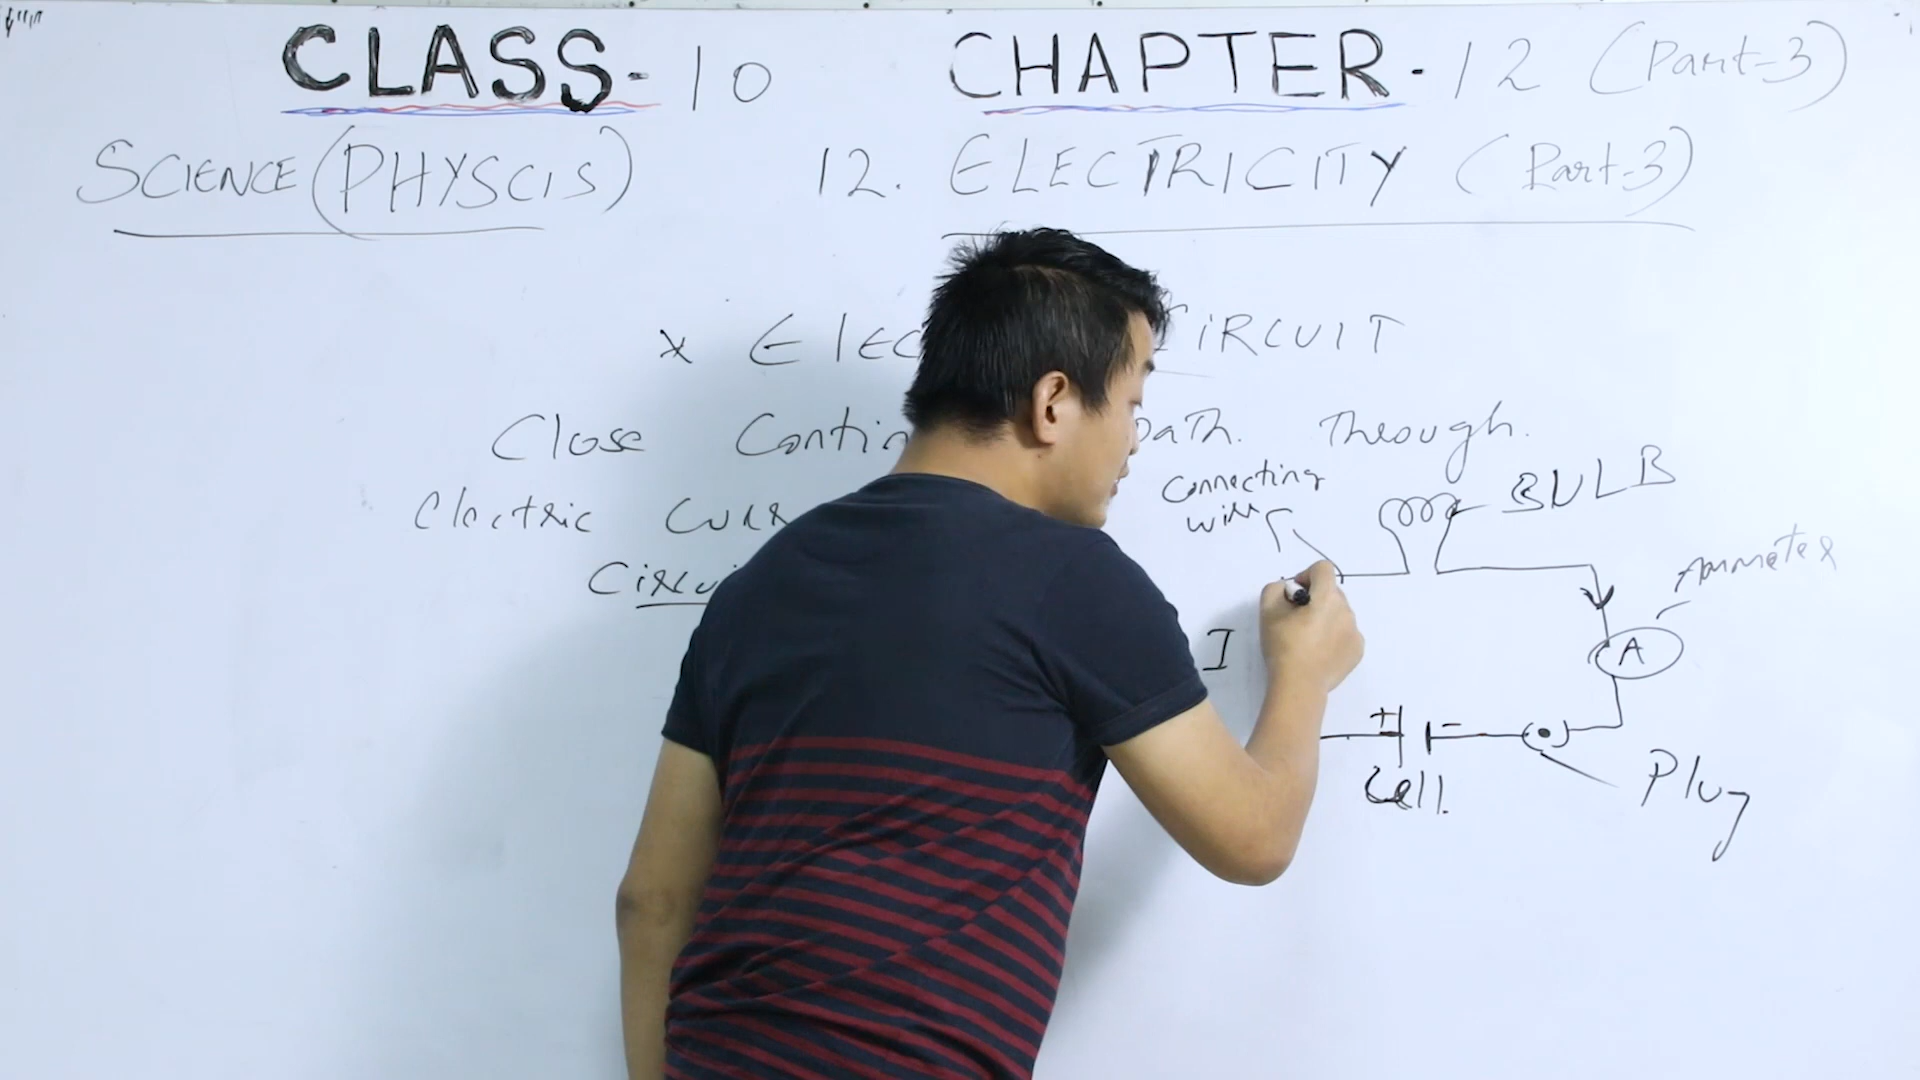 CLASS-10 CHAPTER-12 (Part-3)
SCIENCE (PHYSCIS) 12. ELECTRICITY (Part-3)
* ELEC CIRCUIT
Close Contin path through.
Electric Curr
Circui
Connecting
wire
BULB
Ammeter
I
A
+ -
Cell.
Plug